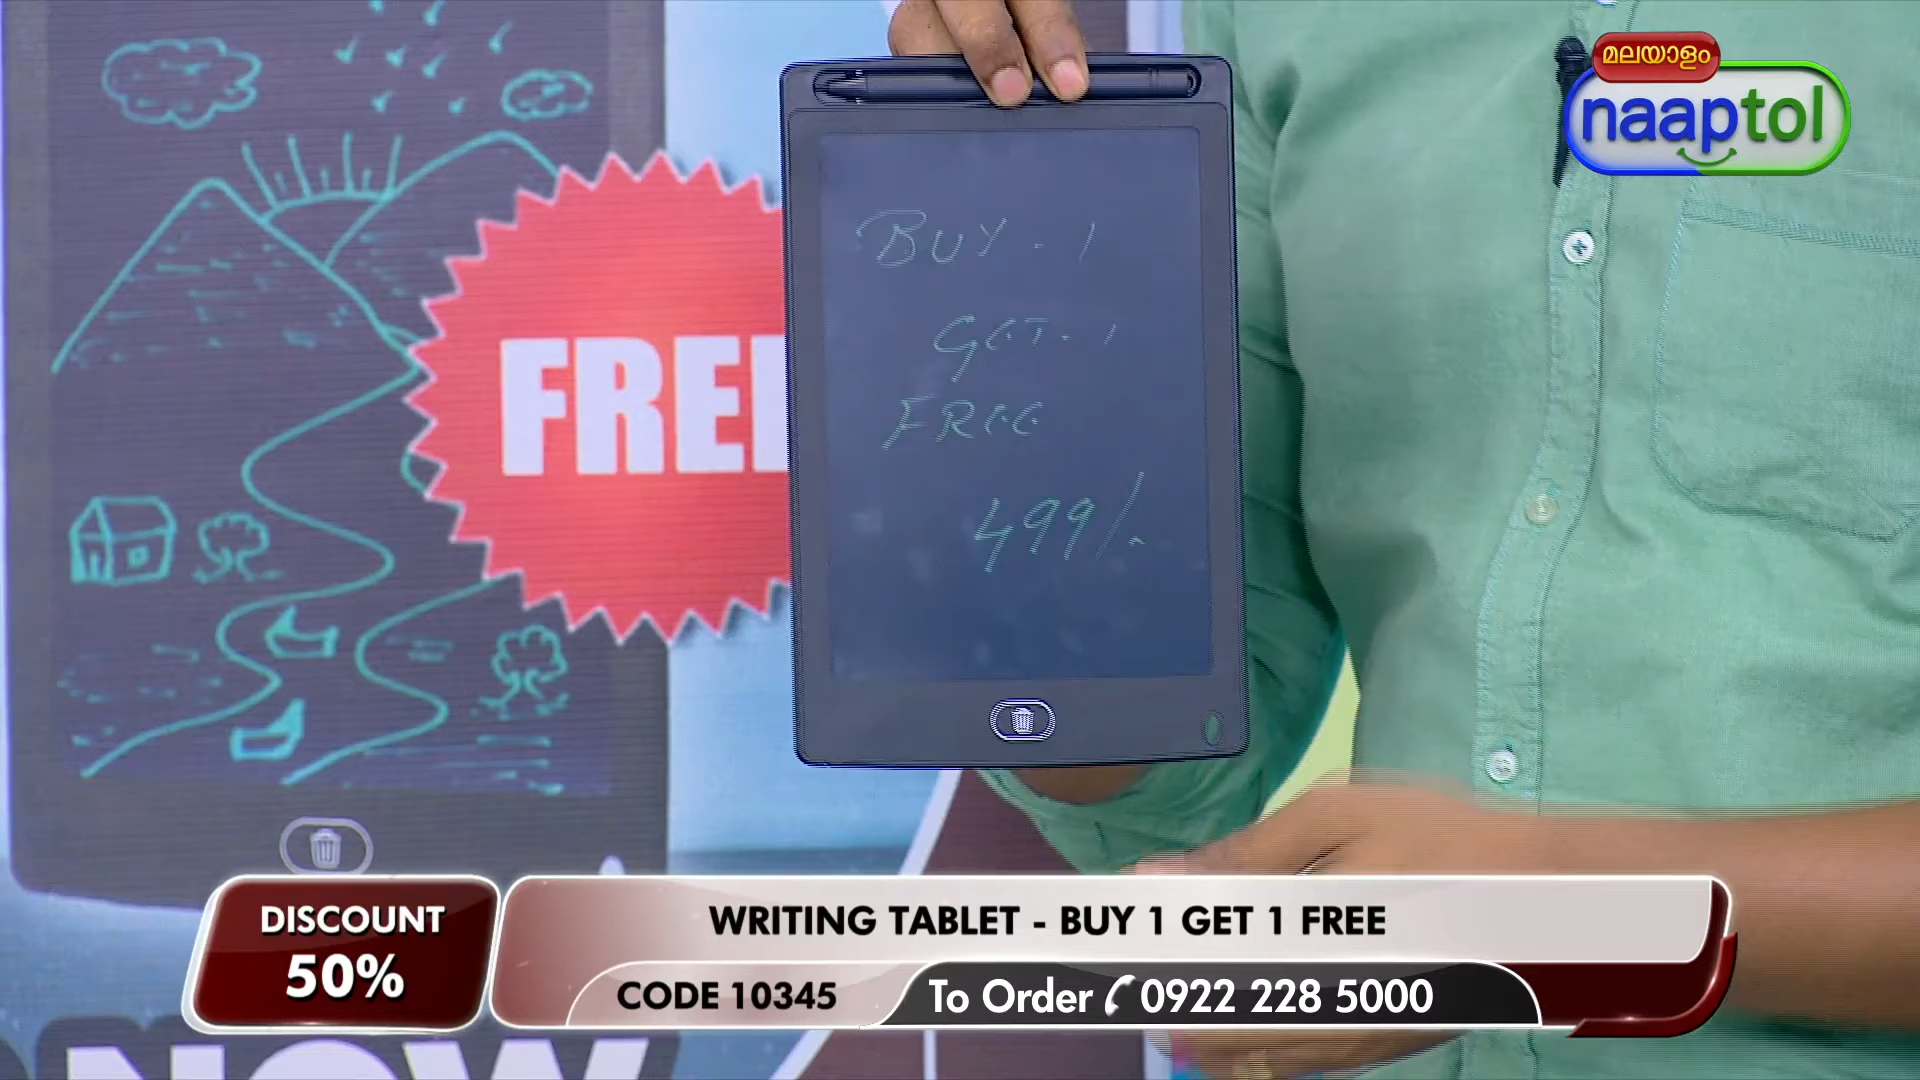 മലയാളം
naaptol
FREE
BUY - 1
GET - 1
FREE
499/-
DISCOUNT
50%
WRITING TABLET - BUY 1 GET 1 FREE
CODE 10345
To Order 0922 228 5000
NOW